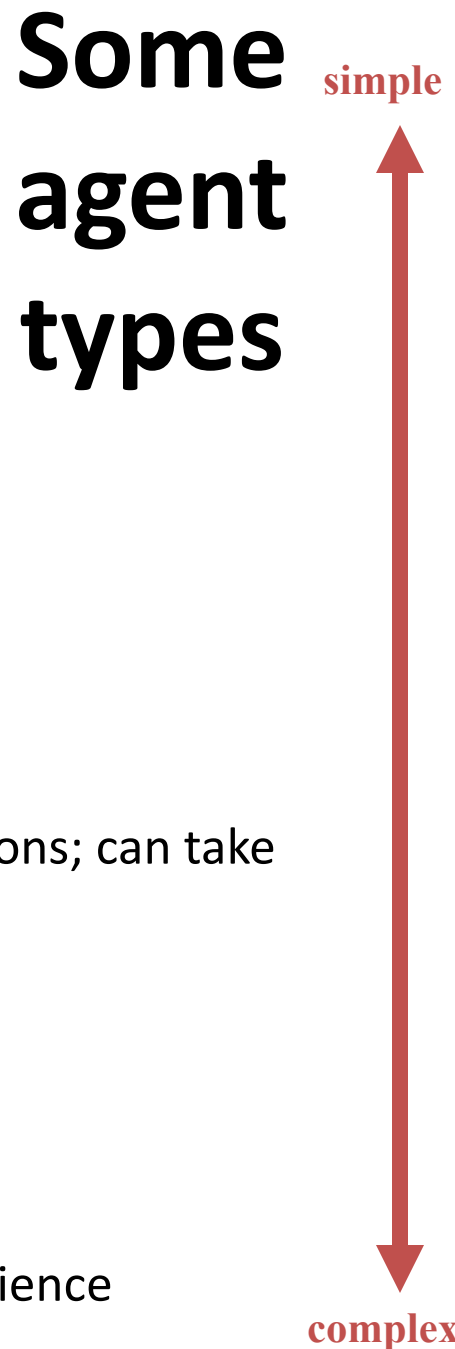 Some
simple
agent
types
ons; can take
ience
complex